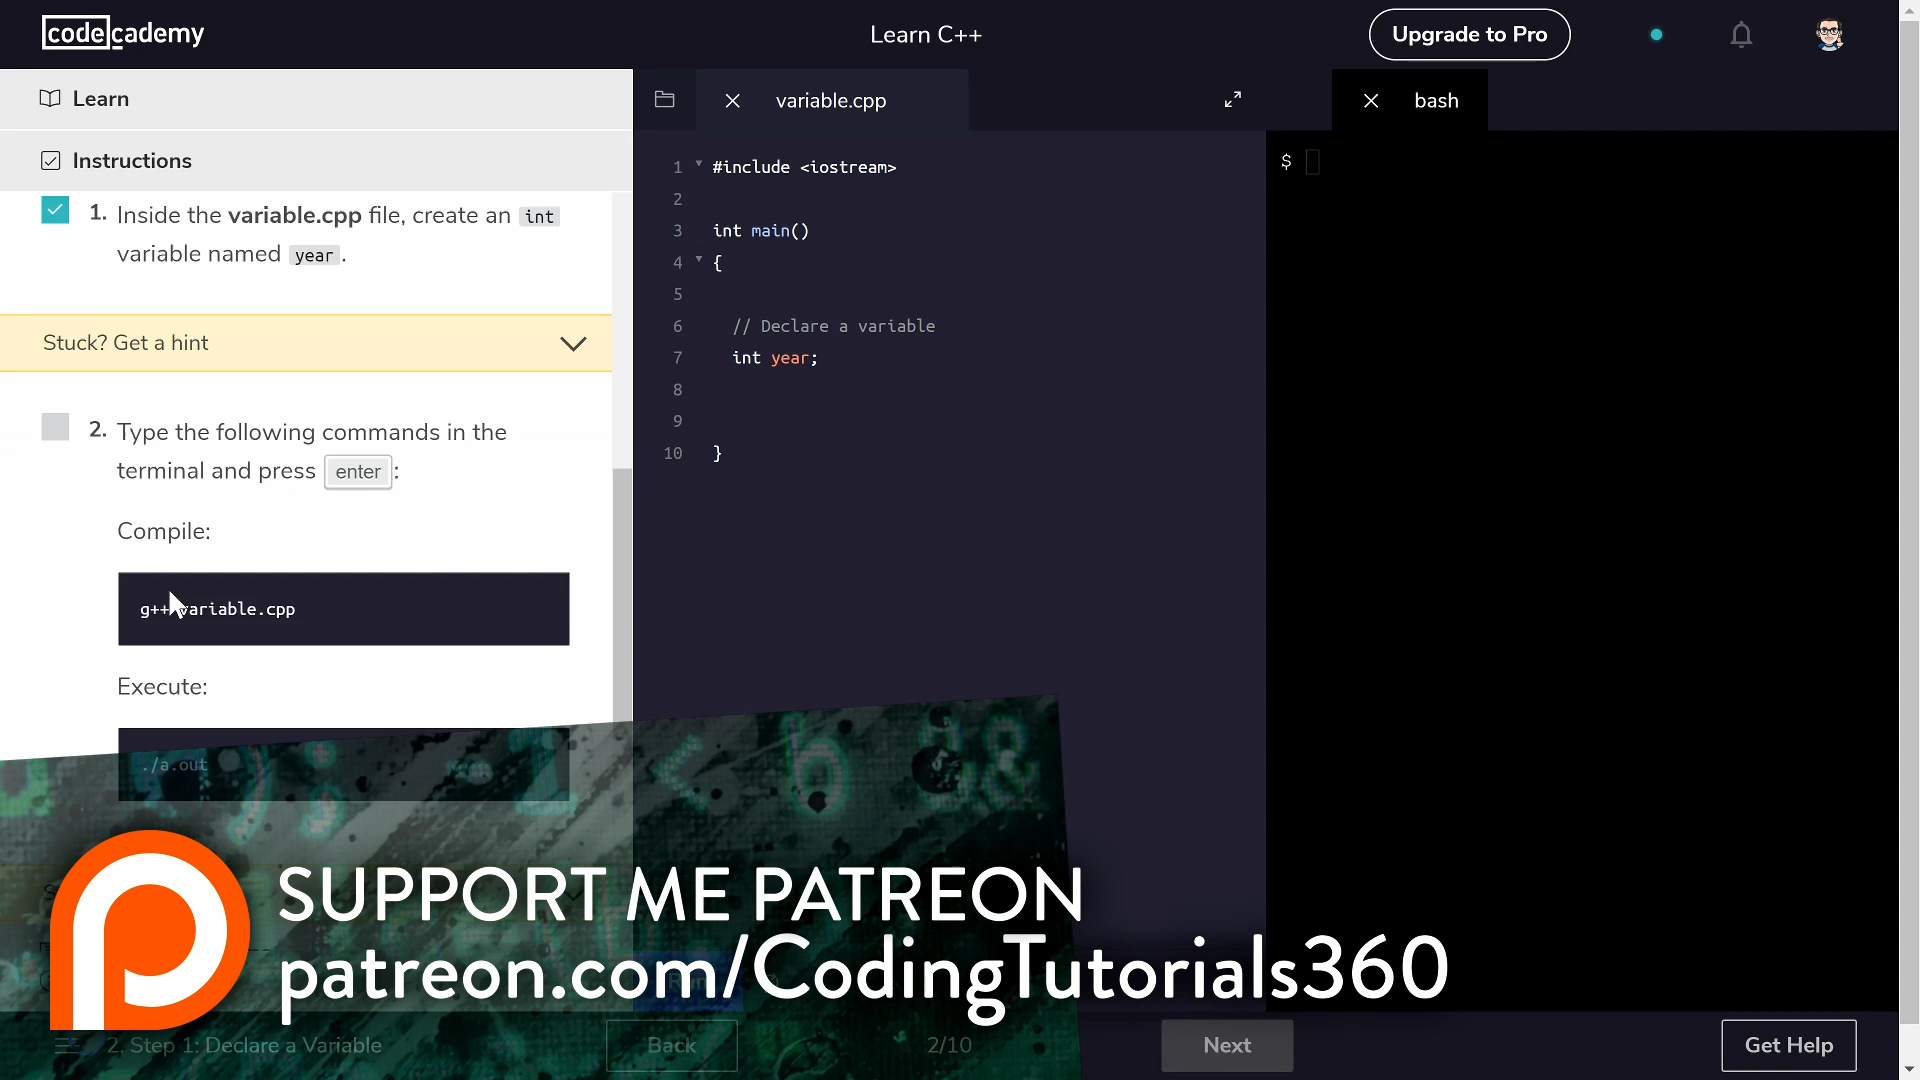 codecademy
Learn C++
Upgrade to Pro
Learn
Instructions
1. Inside the variable.cpp file, create an int
variable named year.
Stuck? Get a hint
2. Type the following commands in the
terminal and press enter:
Compile:
g++ variable.cpp
Execute:
./a.out
variable.cpp
1 #include <iostream>
2
3 int main()
4 {
5
6 // Declare a variable
7 int year;
8
9
10 }
bash
$
SUPPORT ME PATREON
patreon.com/CodingTutorials360
2. Step 1: Declare a Variable
Back
2/10
Next
Get Help